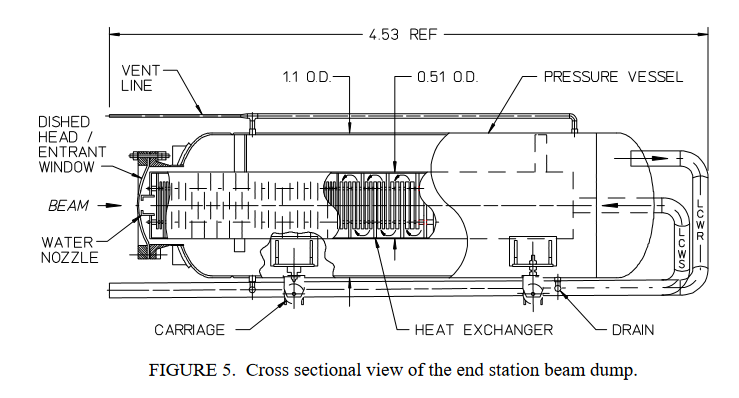 4.53 REF
VENT
LINE
1.1 O.D.
0.51 O.D.
PRESSURE VESSEL
DISHED
HEAD /
ENTRANT
WINDOW
BEAM
WATER
NOZZLE
LCWR
LCWS
CARRIAGE
HEAT EXCHANGER
DRAIN
FIGURE 5. Cross sectional view of the end station beam dump.